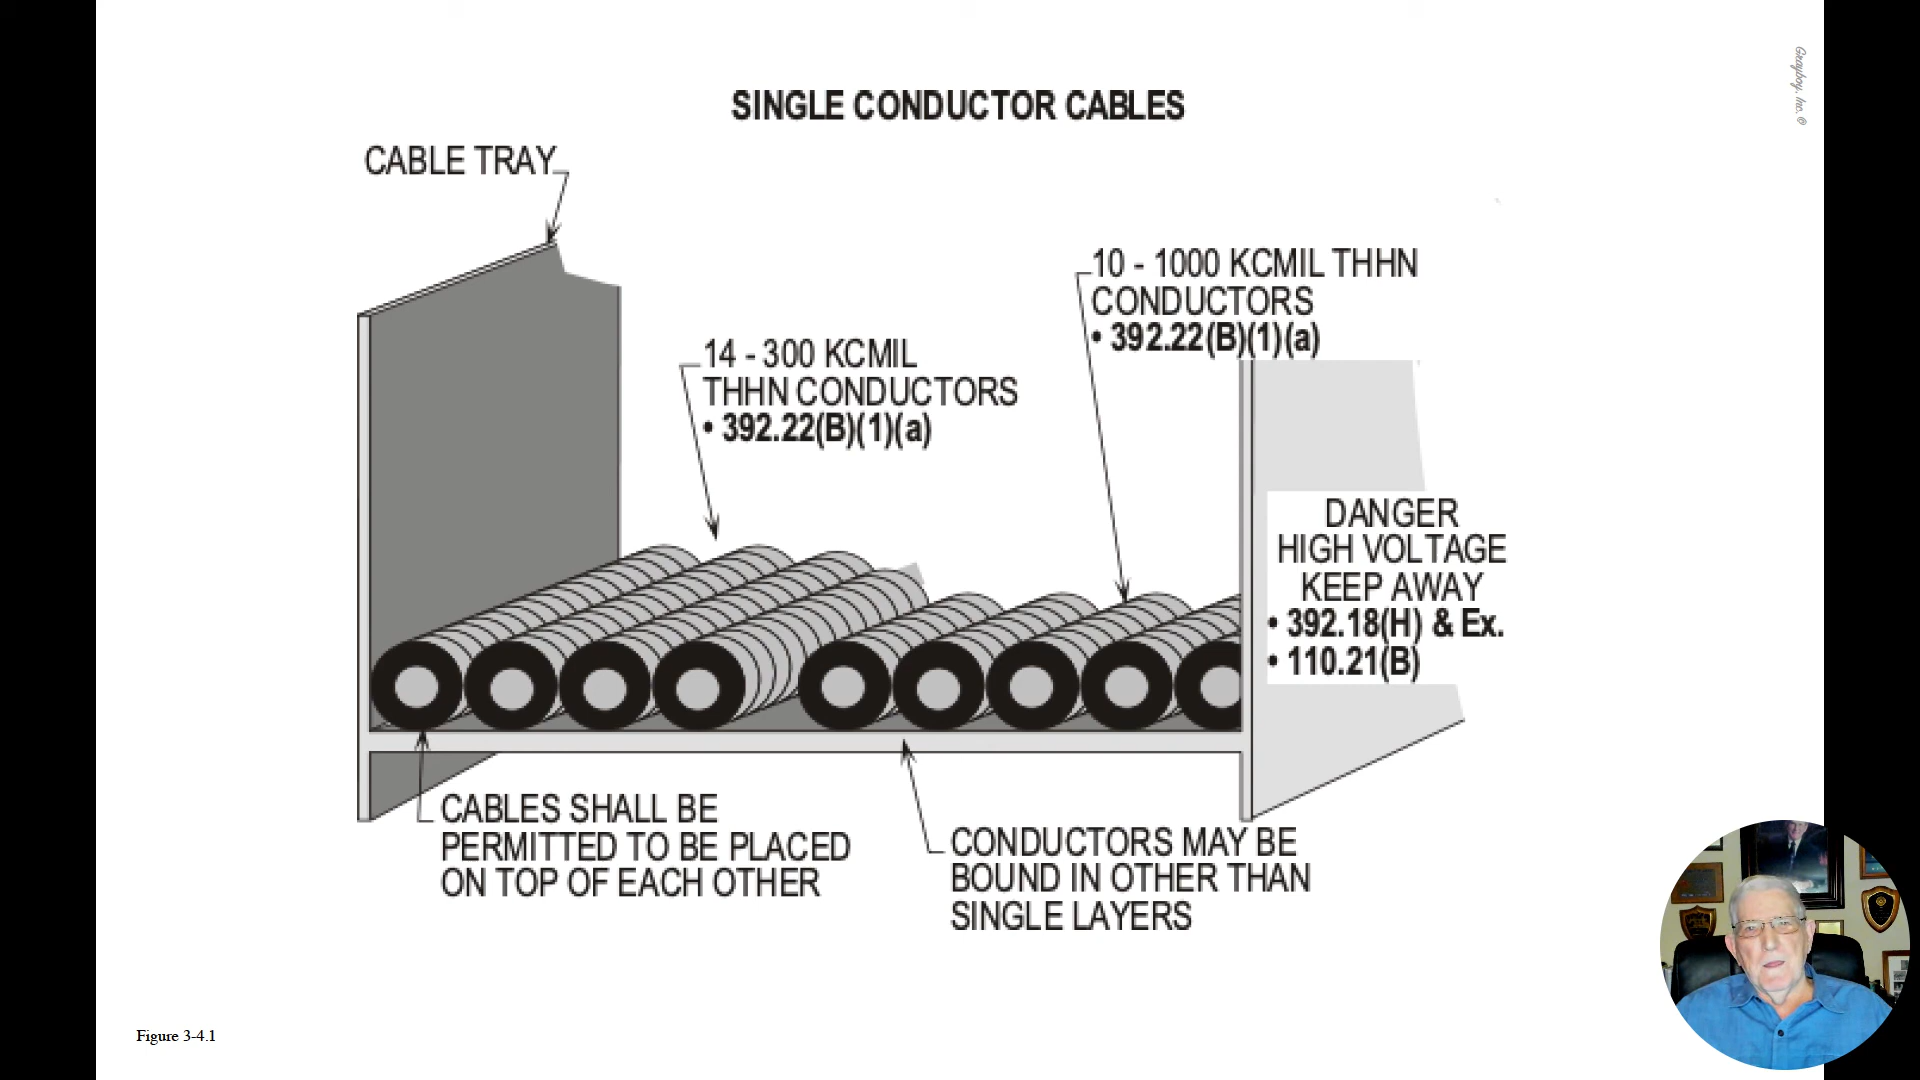 Grayboy, Inc.®
SINGLE CONDUCTOR CABLES
CABLE TRAY
10 - 1000 KCMIL THHN
CONDUCTORS
• 392.22(B)(1)(a)
14 - 300 KCMIL
THHN CONDUCTORS
• 392.22(B)(1)(a)
DANGER
HIGH VOLTAGE
KEEP AWAY
• 392.18(H) & Ex.
• 110.21(B)
CABLES SHALL BE
PERMITTED TO BE PLACED
ON TOP OF EACH OTHER
CONDUCTORS MAY BE
BOUND IN OTHER THAN
SINGLE LAYERS
Figure 3-4.1